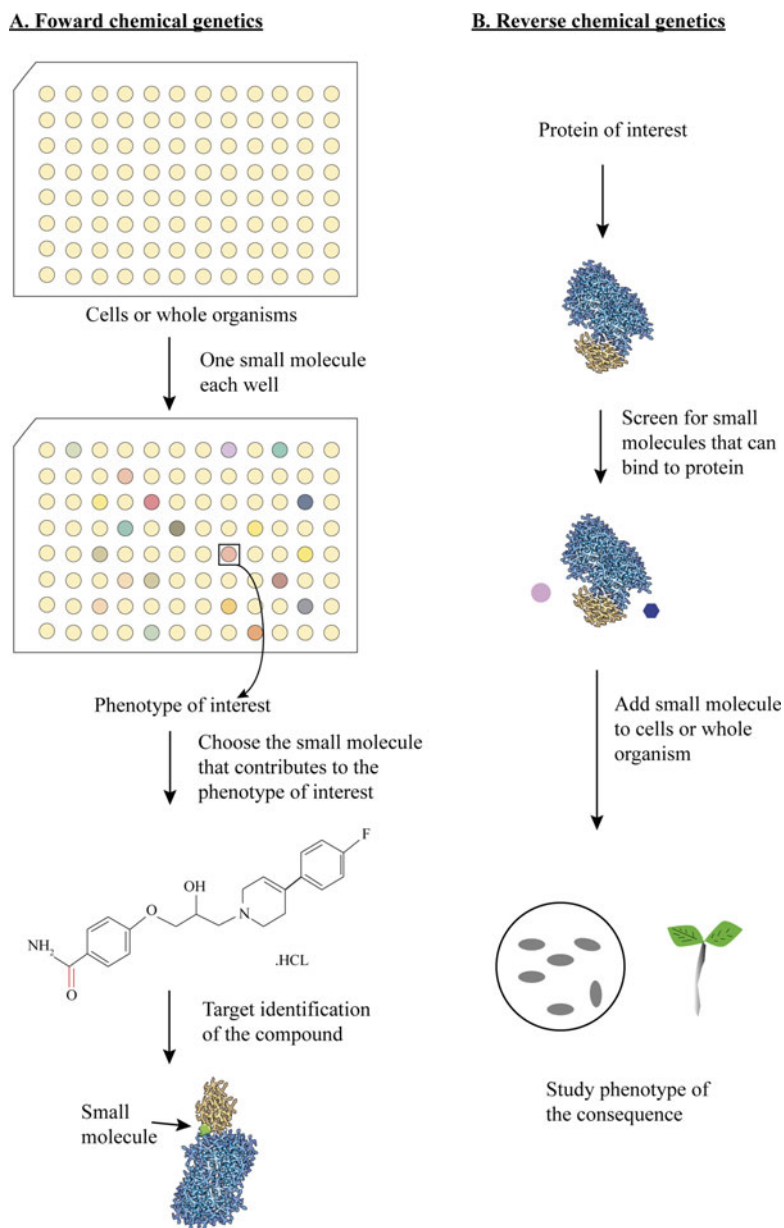 A. Foward chemical genetics
Cells or whole organisms
One small molecule
each well
Phenotype of interest
Choose the small molecule
that contributes to the
phenotype of interest
F
OH
O
N
NH2
O
.HCL
Target identification
of the compound
Small
molecule
B. Reverse chemical genetics
Protein of interest
Screen for small
molecules that can
bind to protein
Add small molecule
to cells or whole
organism
Study phenotype of
the consequence